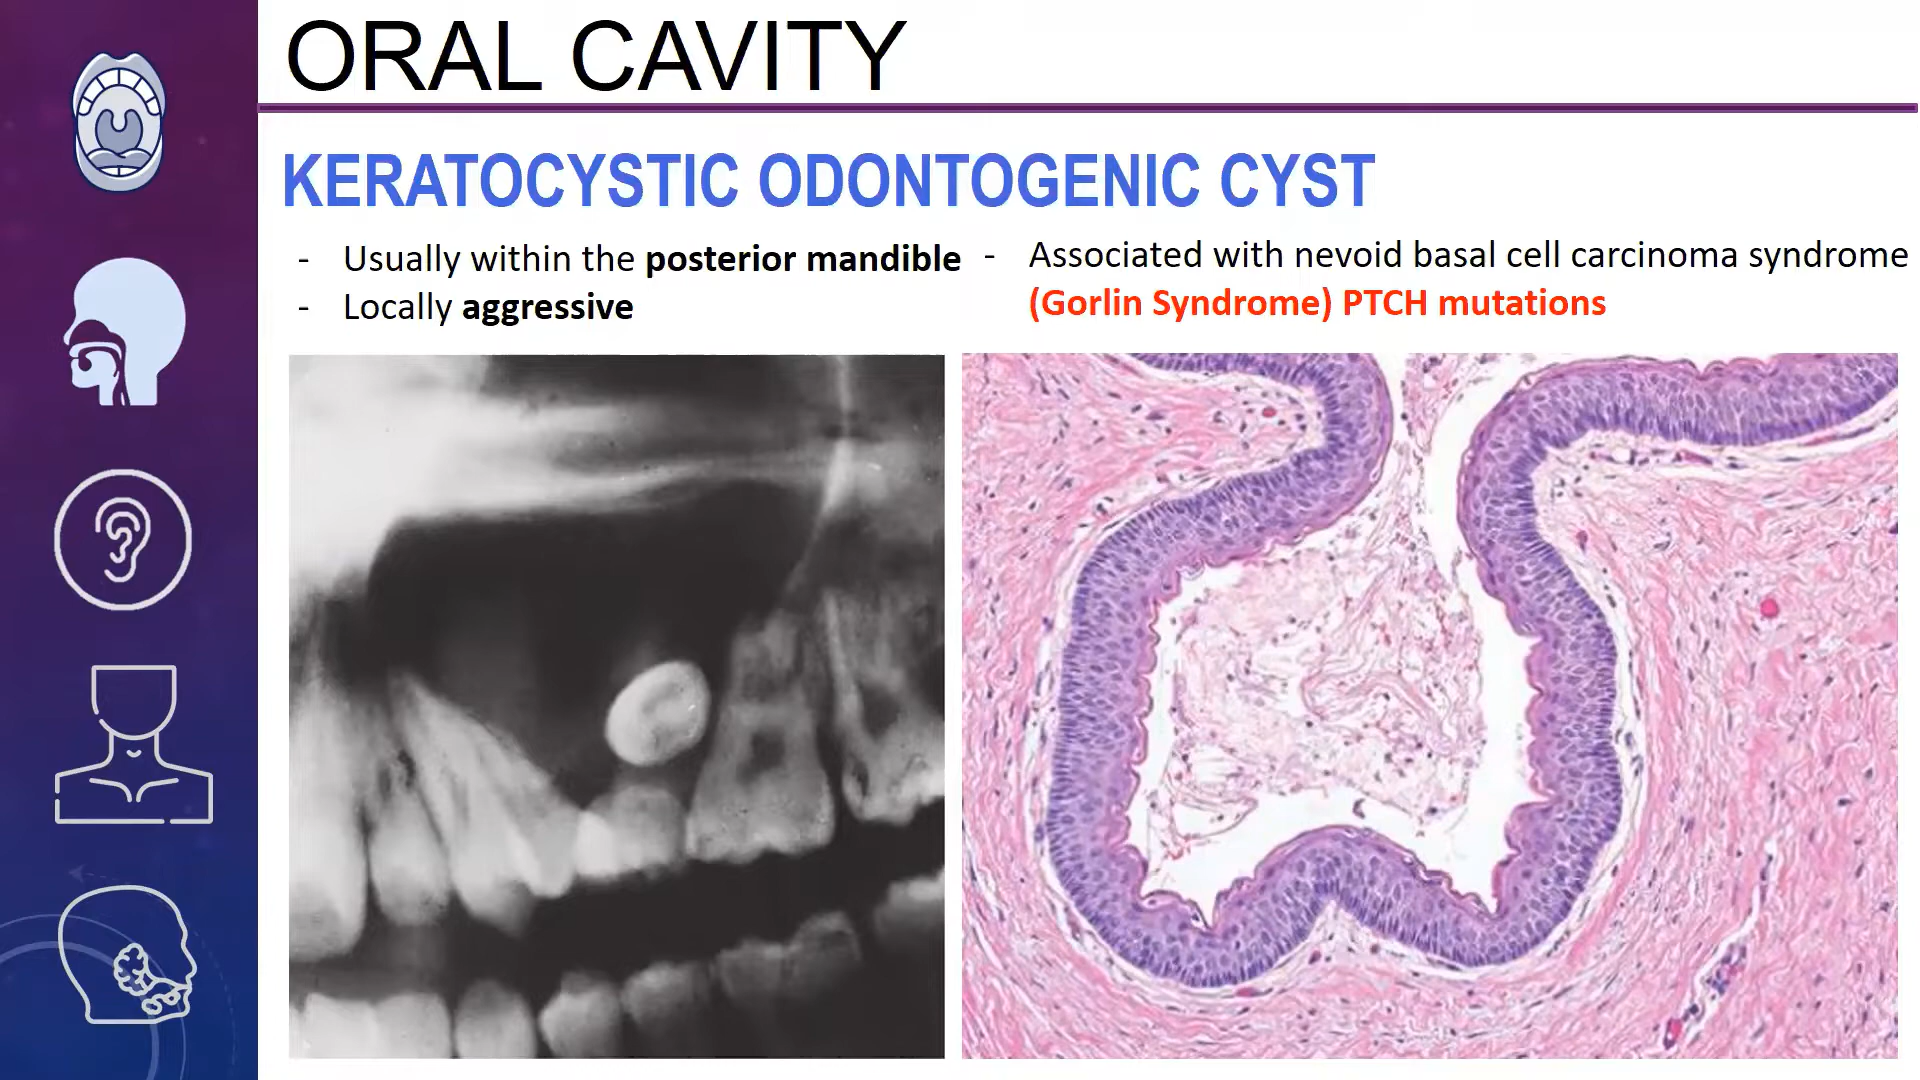 ORAL CAVITY
KERATOCYSTIC ODONTOGENIC CYST
- Usually within the posterior mandible
- Locally aggressive
- Associated with nevoid basal cell carcinoma syndrome
(Gorlin Syndrome) PTCH mutations